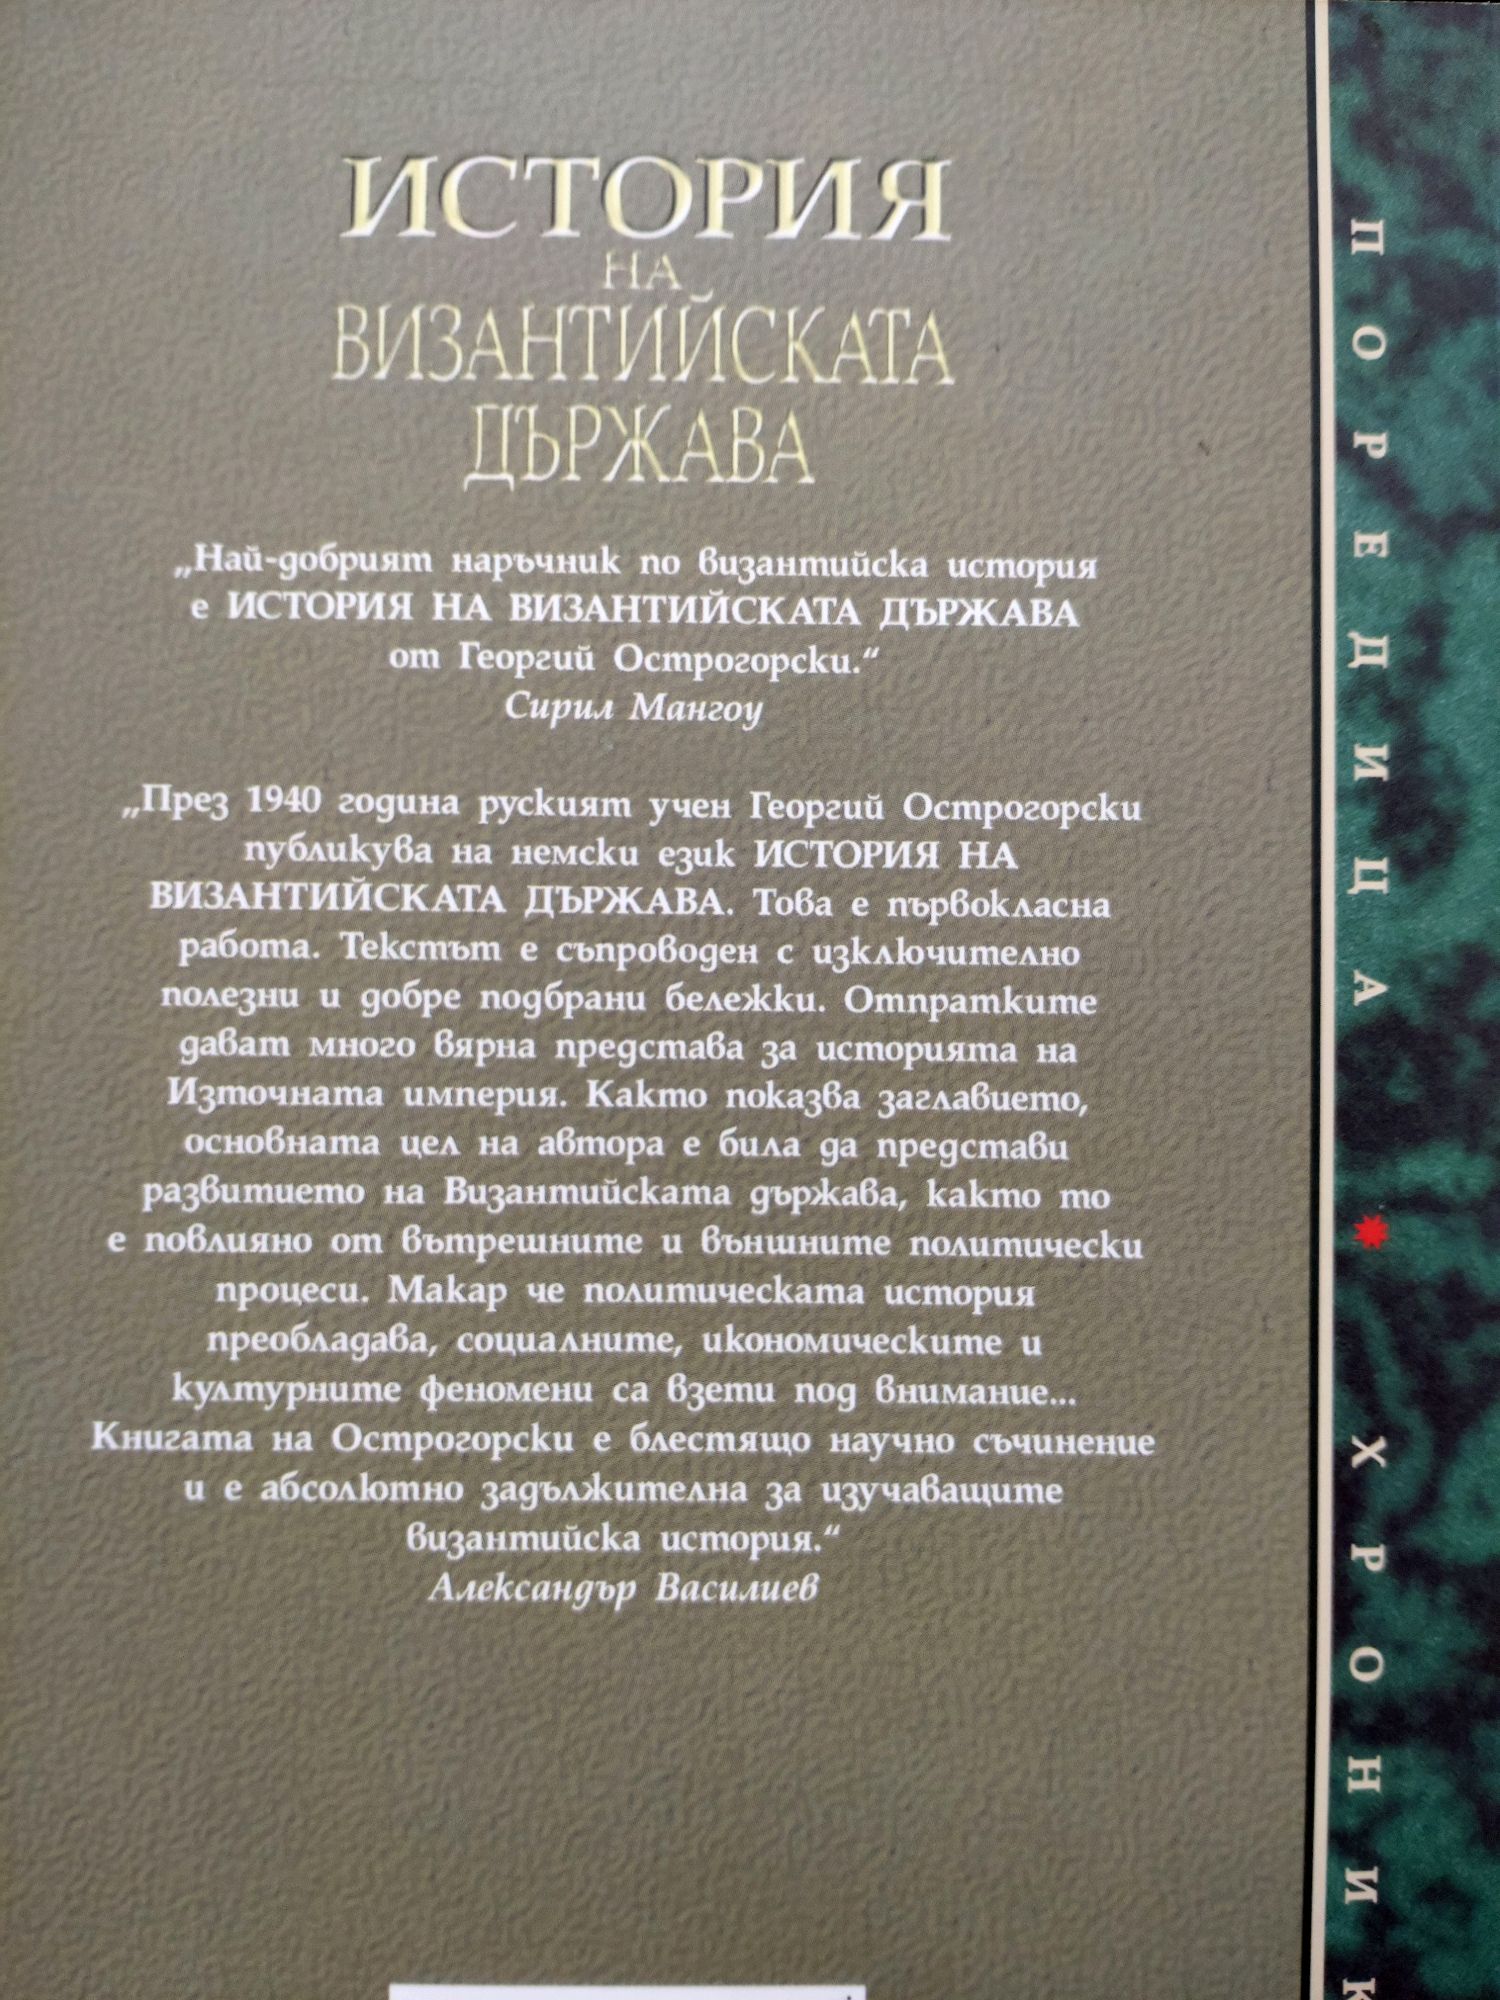 ИСТОРИЯ
НА
ВИЗАНТИЙСКАТА
ДЪРЖАВА
„Най-добрият наръчник по византийска история
е ИСТОРИЯ НА ВИЗАНТИЙСКАТА ДЪРЖАВА
от Георгий Острогорски.“
Сирил Мангоу
„През 1940 година руският учен Георгий Острогорски
публикува на немски език ИСТОРИЯ НА
ВИЗАНТИЙСКАТА ДЪРЖАВА. Това е първокласна
работа. Текстът е съпроводен с изключително
полезни и добре подбрани бележки. Отпратките
дават много вярна представа за историята на
Източната империя. Както показва заглавието,
основната цел на автора е била да представи
развитието на Византийската държава, както то
е повлияно от вътрешните и външните политически
процеси. Макар че политическата история
преобладава, социалните, икономическите и
културните феномени са взети под внимание...
Книгата на Острогорски е блестящо научно съчинение
и е абсолютно задължителна за изучаващите
византийска история.“
Александър Василиев
ПОРЕДИЦА ХРОНИК